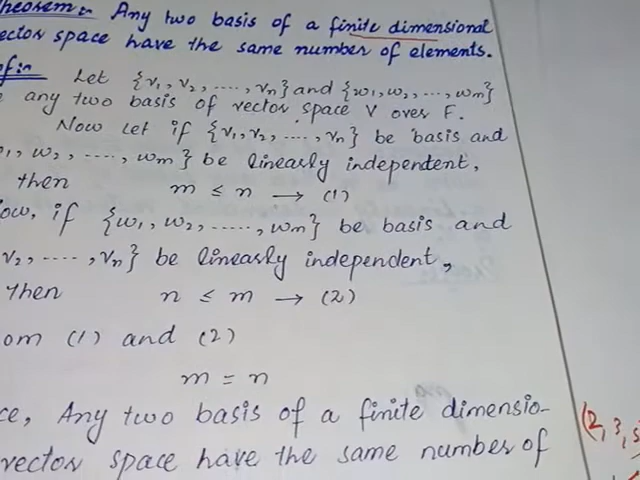 heorem:- Any two basis of a finite dimensional
ector space have the same number of elements.
of:- Let {v1, v2, ...., vn} and {w1, w2, ..., wm}
any two basis of vector space V over F.
Now let if {v1, v2, ...., vn} be basis and
w2, ...., wm} be linearly independent,
then m ≤ n → (1)
ow, if {w1, w2, ....., wm} be basis and
v2, ...., vn} be linearly independent,
then n ≤ m → (2)
om (1) and (2)
m = n
ce, Any two basis of a finite dimensio-
vector space have the same number of
(2, 3, 5